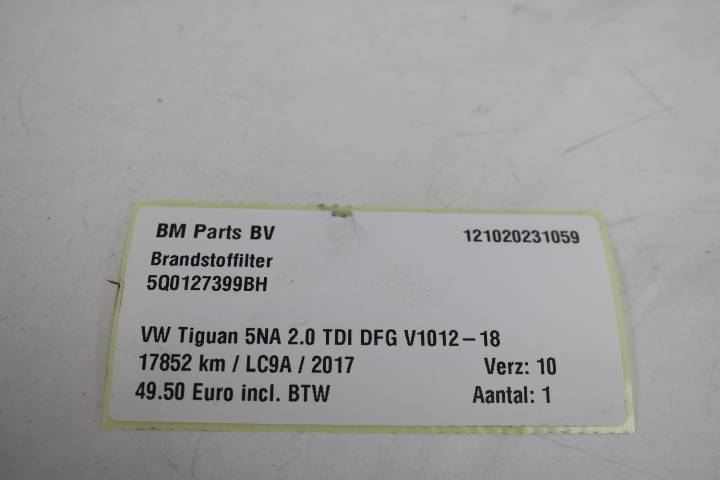 BM Parts BV 121020231059
Brandstoffilter
5Q0127399BH
VW Tiguan 5NA 2.0 TDI DFG V1012-18
17852 km / LC9A / 2017 Verz: 10
49.50 Euro incl. BTW Aantal: 1